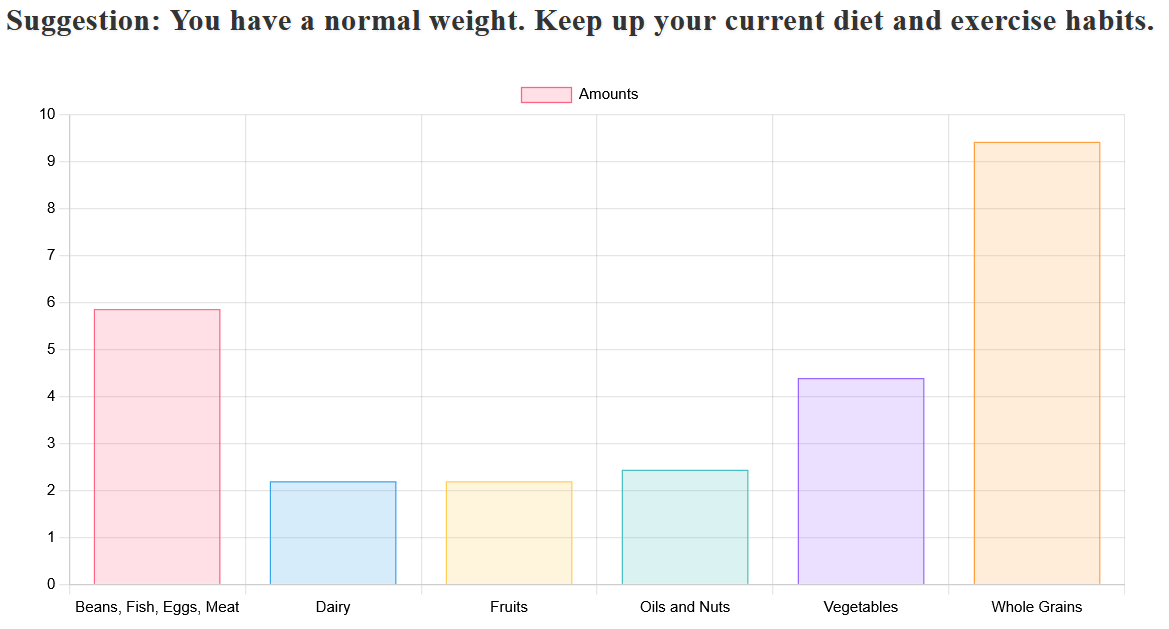 Suggestion: You have a normal weight. Keep up your current diet and exercise habits.
Amounts
10
9
8
7
6
5
4
3
2
1
0
Beans, Fish, Eggs, Meat
Dairy
Fruits
Oils and Nuts
Vegetables
Whole Grains